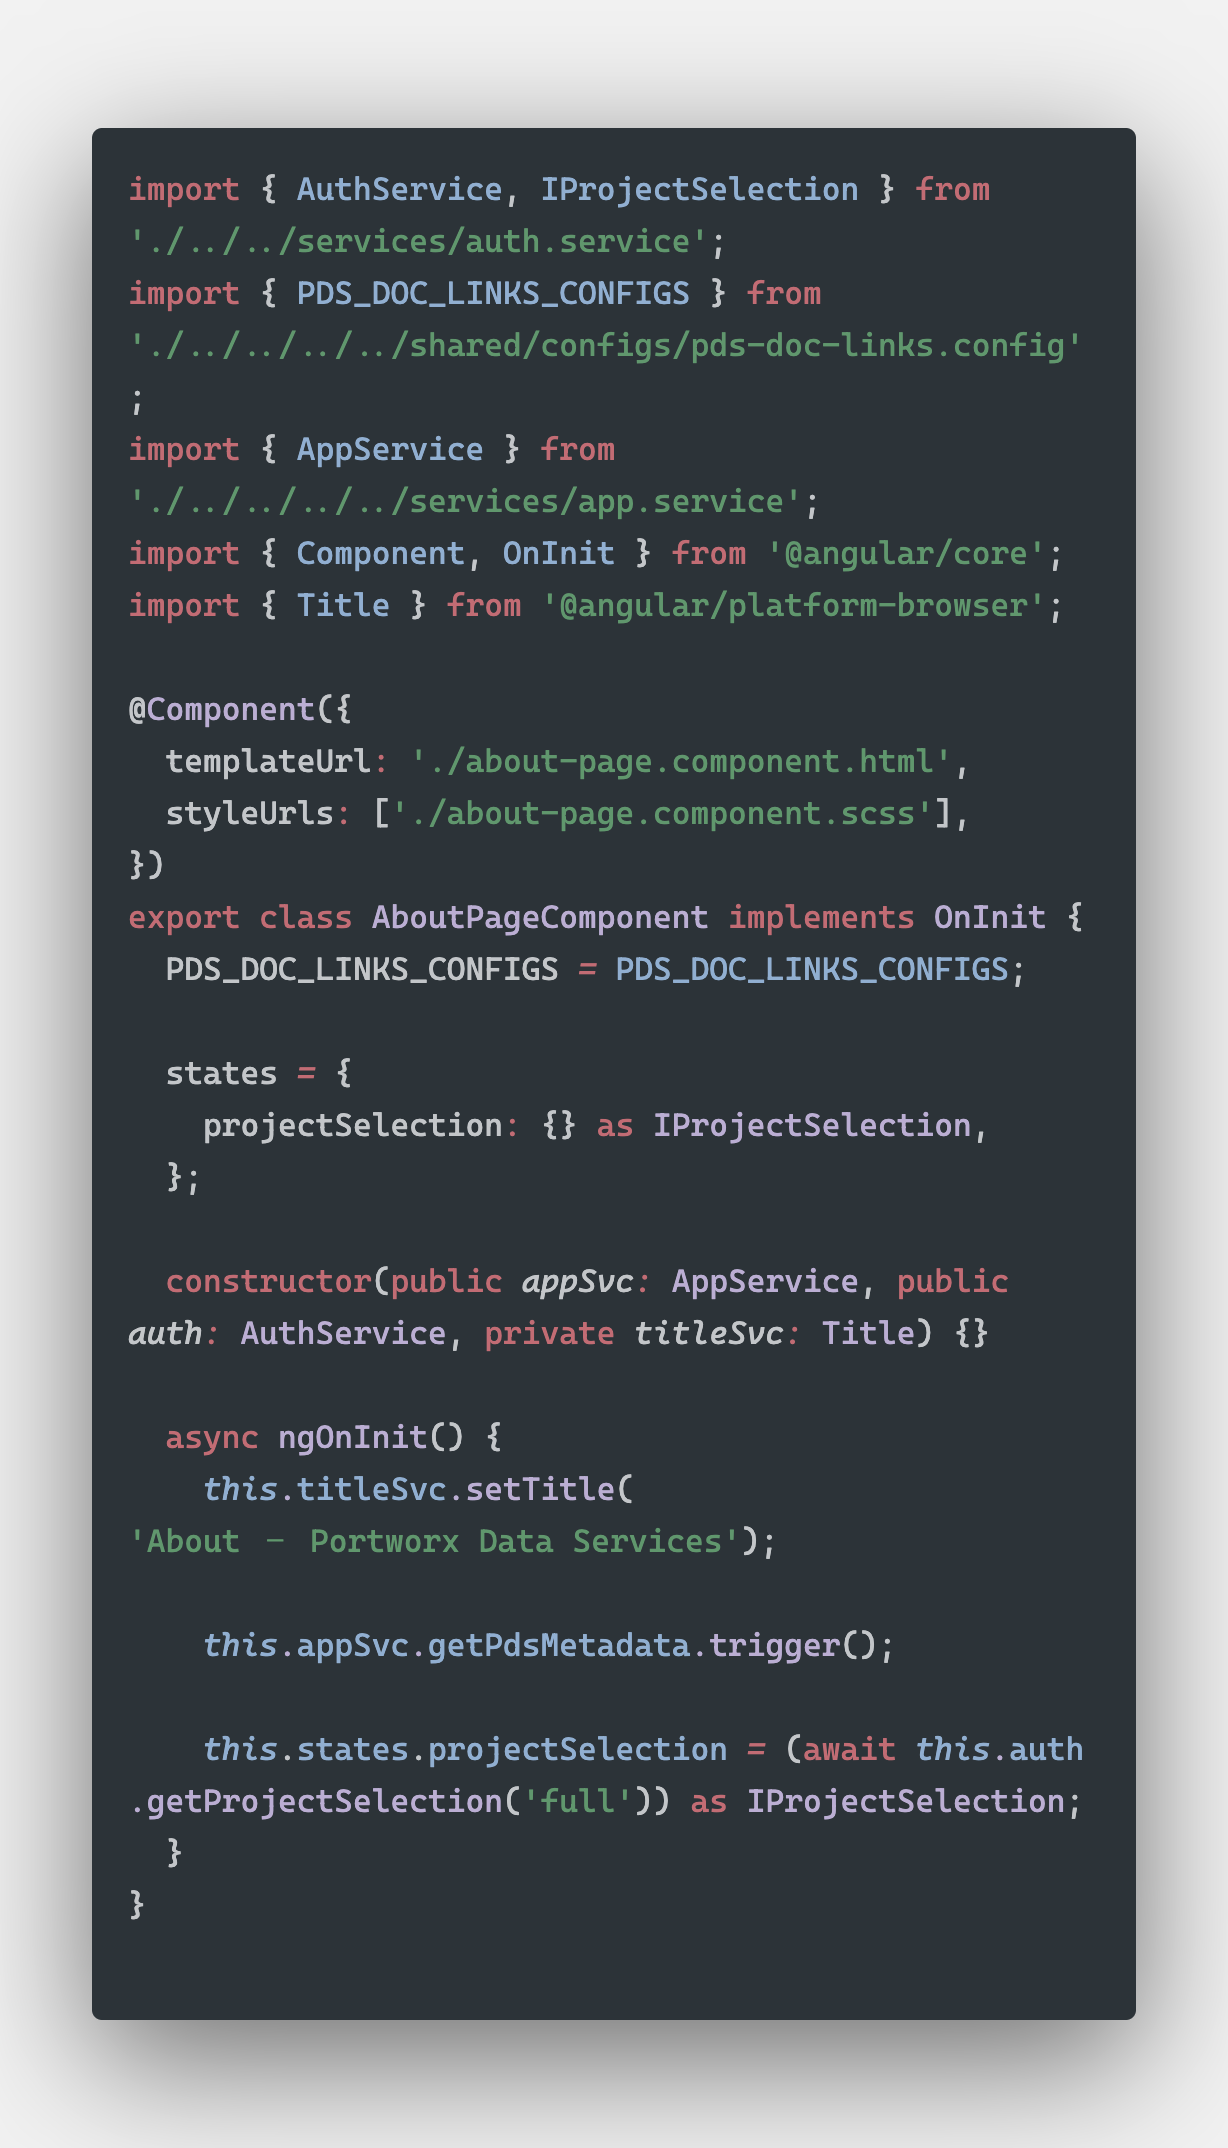 import { AuthService, IProjectSelection } from
'./../../services/auth.service';
import { PDS_DOC_LINKS_CONFIGS } from
'./../../../../shared/configs/pds-doc-links.config'
;
import { AppService } from
'./../../../../services/app.service';
import { Component, OnInit } from '@angular/core';
import { Title } from '@angular/platform-browser';

@Component({
  templateUrl: './about-page.component.html',
  styleUrls: ['./about-page.component.scss'],
})
export class AboutPageComponent implements OnInit {
  PDS_DOC_LINKS_CONFIGS = PDS_DOC_LINKS_CONFIGS;

  states = {
    projectSelection: {} as IProjectSelection,
  };

  constructor(public appSvc: AppService, public
auth: AuthService, private titleSvc: Title) {}

  async ngOnInit() {
    this.titleSvc.setTitle(
'About – Portworx Data Services');

    this.appSvc.getPdsMetadata.trigger();

    this.states.projectSelection = (await this.auth
.getProjectSelection('full')) as IProjectSelection;
  }
}